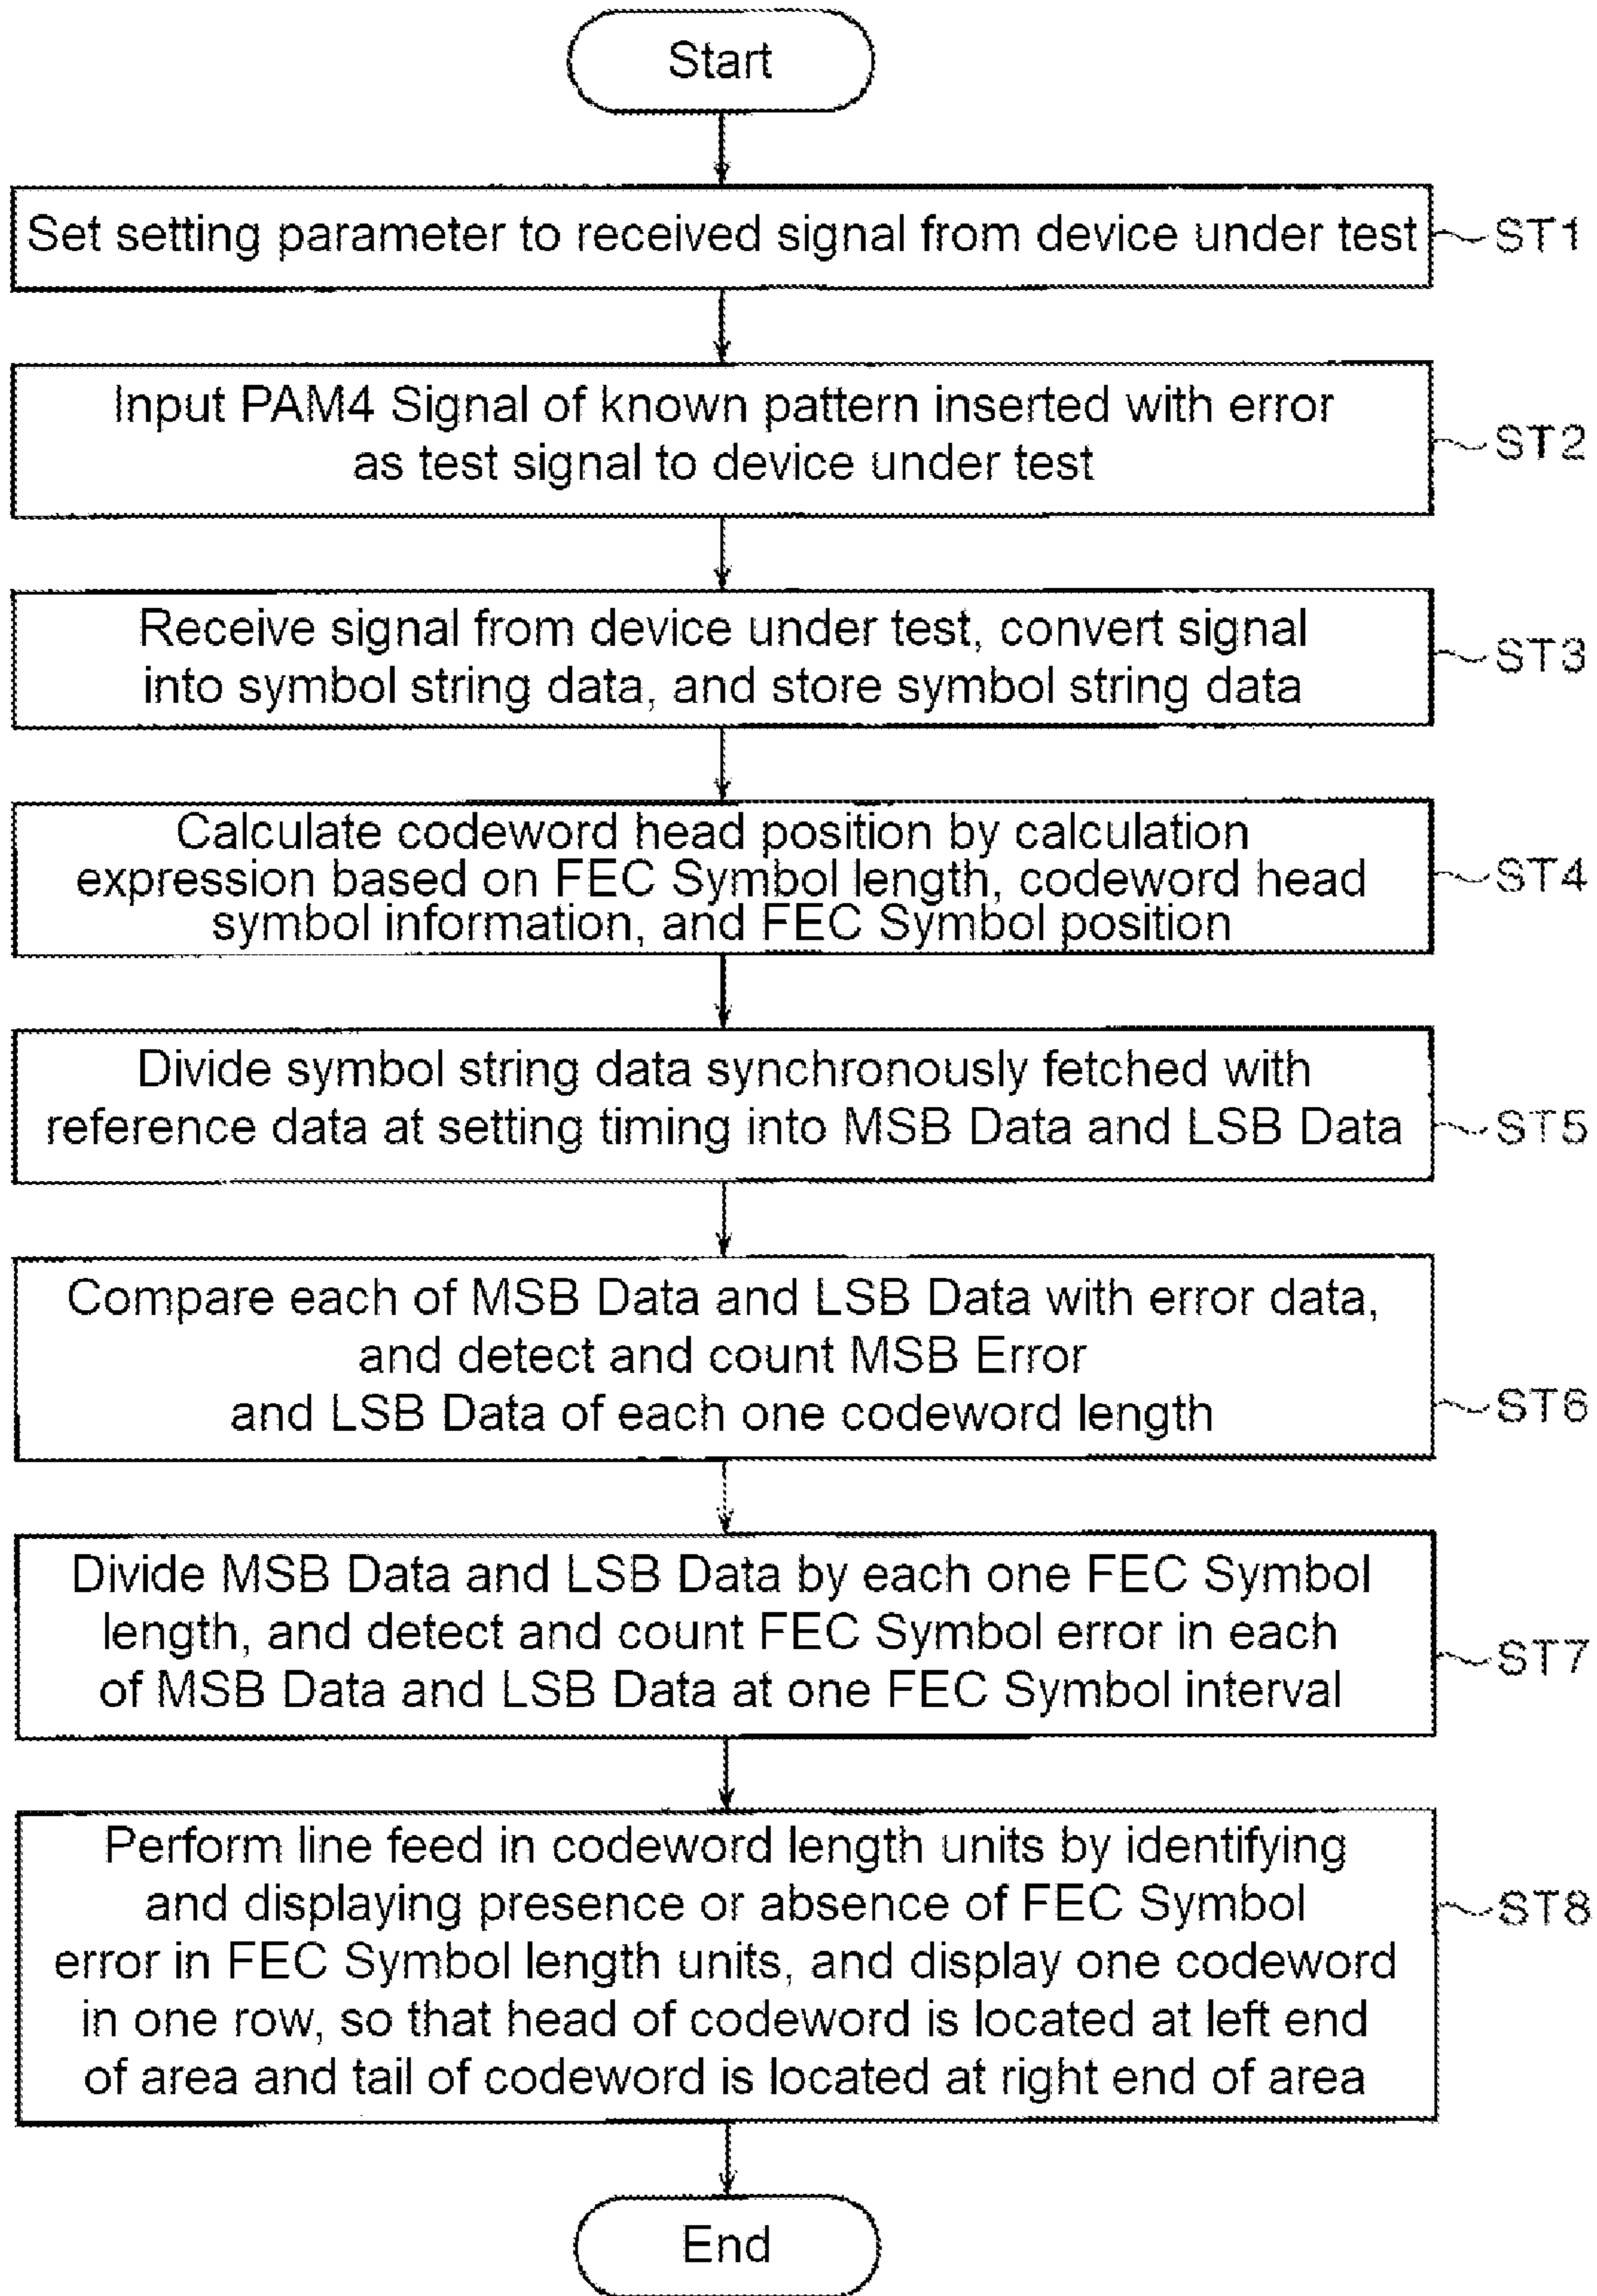 Start
Set setting parameter to received signal from device under test
ST1
Input PAM4 Signal of known pattern inserted with error
as test signal to device under test
ST2
Receive signal from device under test, convert signal
into symbol string data, and store symbol string data
ST3
Calculate codeword head position by calculation
expression based on FEC Symbol length, codeword head
symbol information, and FEC Symbol position
ST4
Divide symbol string data synchronously fetched with
reference data at setting timing into MSB Data and LSB Data
ST5
Compare each of MSB Data and LSB Data with error data,
and detect and count MSB Error
and LSB Data of each one codeword length
ST6
Divide MSB Data and LSB Data by each one FEC Symbol
length, and detect and count FEC Symbol error in each
of MSB Data and LSB Data at one FEC Symbol interval
ST7
Perform line feed in codeword length units by identifying
and displaying presence or absence of FEC Symbol
error in FEC Symbol length units, and display one codeword
in one row, so that head of codeword is located at left end
of area and tail of codeword is located at right end of area
ST8
End